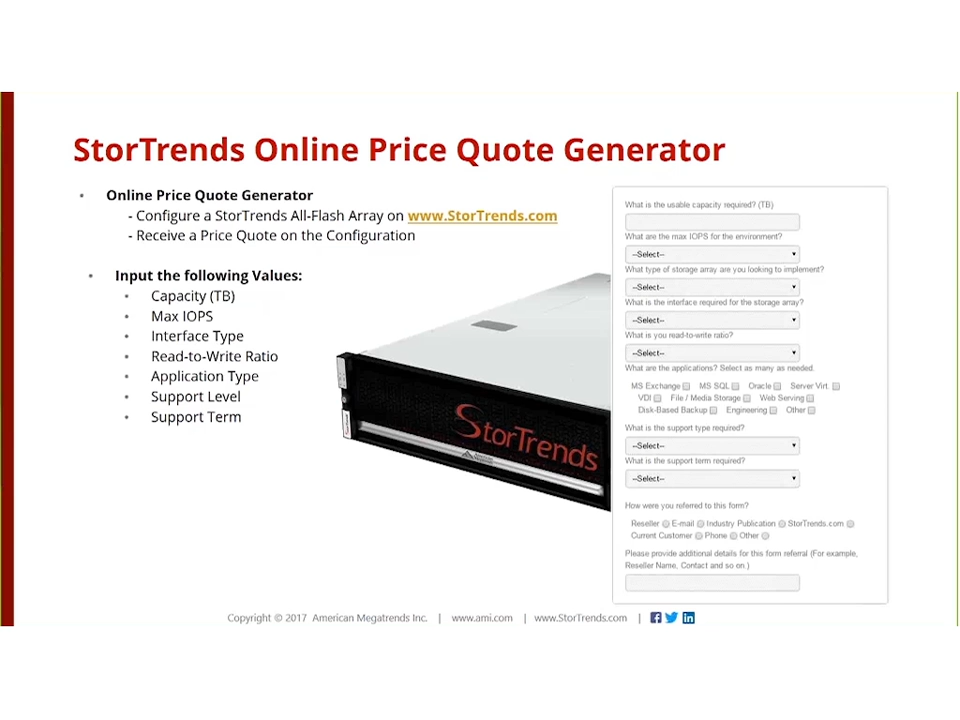 StorTrends Online Price Quote Generator
• Online Price Quote Generator
- Configure a StorTrends All-Flash Array on www.StorTrends.com
- Receive a Price Quote on the Configuration
• Input the following Values:
• Capacity (TB)
• Max IOPS
• Interface Type
• Read-to-Write Ratio
• Application Type
• Support Level
• Support Term
StorTrends
What is the usable capacity required? (TB)
What are the max IOPS for the environment?
--Select--
What type of storage array are you looking to implement?
--Select--
What is the interface required for the storage array?
--Select--
What is you read-to-write ratio?
--Select--
What are the applications? Select as many as needed.
MS Exchange MS SQL Oracle Server Virt.
VDI File / Media Storage Web Serving
Disk-Based Backup Engineering Other
What is the support type required?
--Select--
What is the support term required?
--Select--
How were you referred to this form?
Reseller E-mail Industry Publication StorTrends.com
Current Customer Phone Other
Please provide additional details for this form referral (For example,
Reseller Name, Contact and so on.)
Copyright © 2017 American Megatrends Inc. | www.ami.com | www.StorTrends.com |